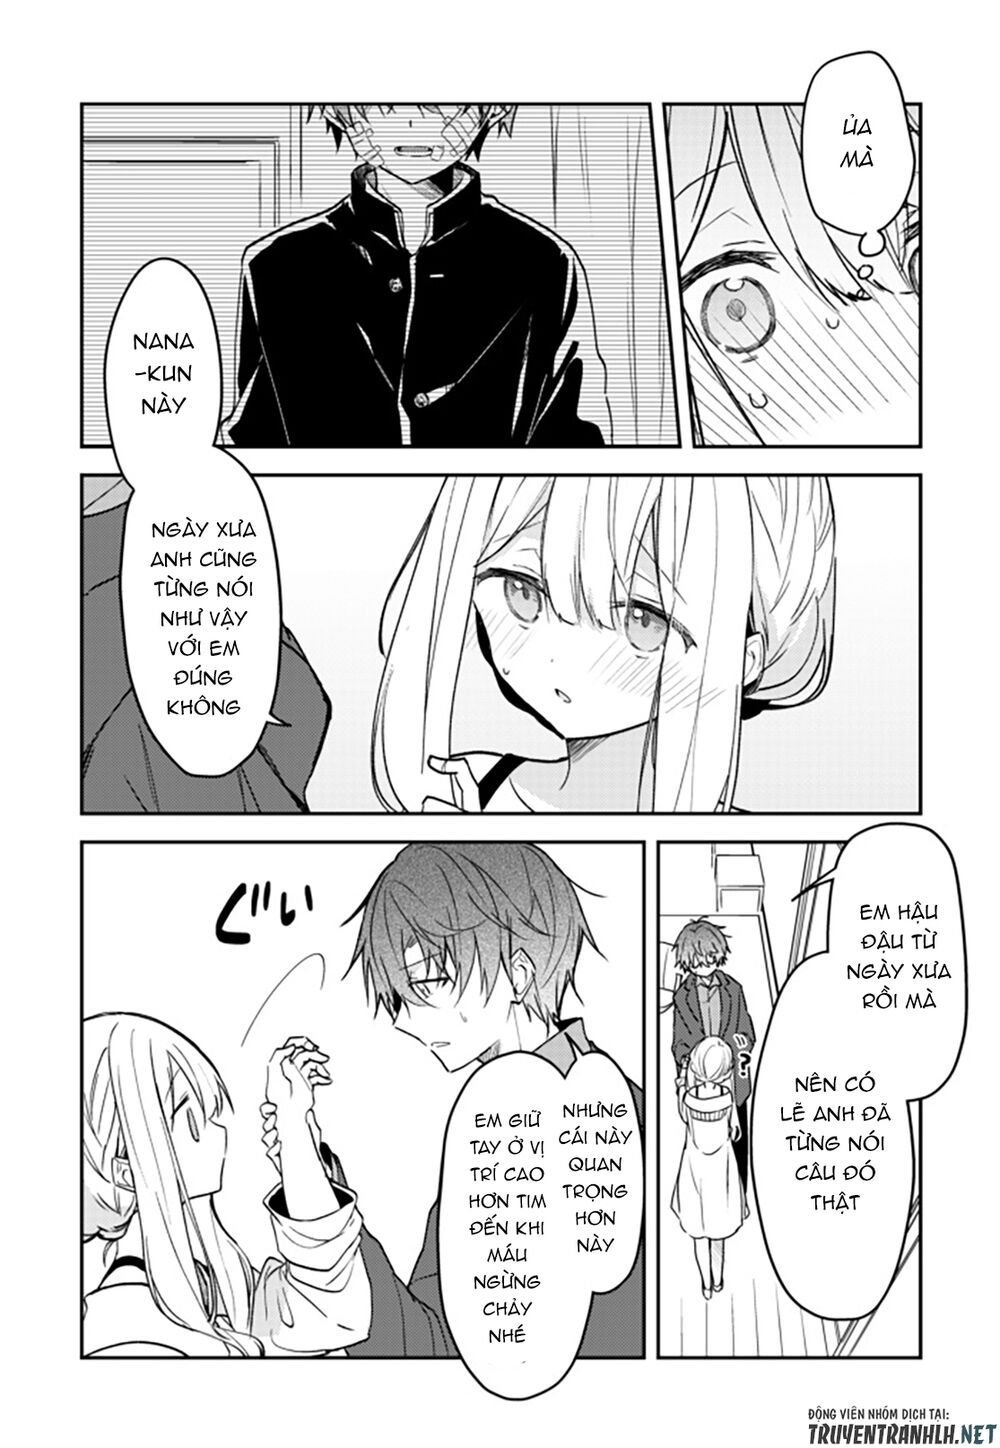 ỦA
MÀ
NANA
-KUN
NÀY
NGÀY XƯA
ANH CŨNG
TỪNG NÓI
NHƯ VẬY
VỚI EM
ĐÚNG
KHÔNG
EM HẬU
ĐẬU TỪ
NGÀY XƯA
RỒI MÀ
NÊN CÓ
LẼ ANH ĐÃ
TỪNG NÓI
CÂU ĐÓ
THẬT
?
ぐいっ
NHƯNG
CÁI NÀY
QUAN
TRỌNG
HƠN
NÀY
EM GIỮ
TAY Ở VỊ
TRÍ CAO
HƠN TIM
ĐẾN KHI
MÁU
NGỪNG
CHẢY
NHÉ
ĐỘNG VIÊN NHÓM DỊCH TẠI:
TRUYENTRANHLH.NET